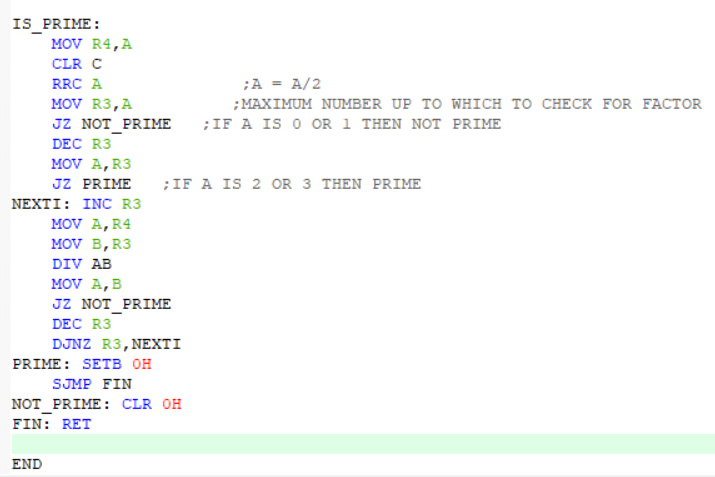 IS_PRIME:
MOV R4,A
CLR C
RRC A ;A = A/2
MOV R3,A ;MAXIMUM NUMBER UP TO WHICH TO CHECK FOR FACTOR
JZ NOT_PRIME ;IF A IS 0 OR 1 THEN NOT PRIME
DEC R3
MOV A,R3
JZ PRIME ;IF A IS 2 OR 3 THEN PRIME
NEXTI: INC R3
MOV A,R4
MOV B,R3
DIV AB
MOV A,B
JZ NOT_PRIME
DEC R3
DJNZ R3,NEXTI
PRIME: SETB 0H
SJMP FIN
NOT_PRIME: CLR 0H
FIN: RET
END